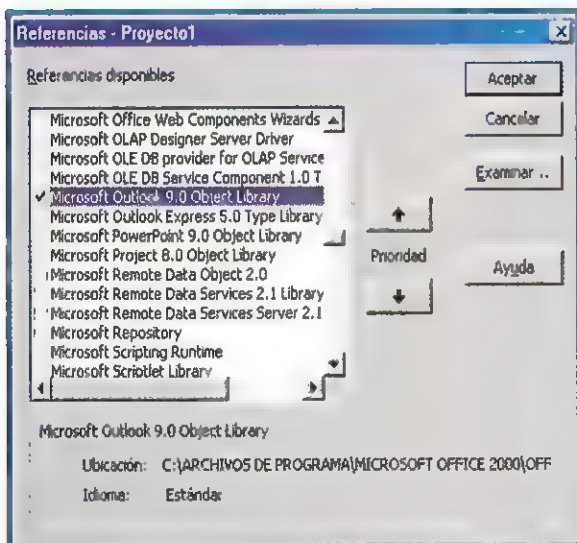 Referencias - Proyecto1
Referencias disponibles
Microsoft Office Web Components Wizards
Microsoft OLAP Designer Server Driver
Microsoft OLE DB provider for OLAP Service
Microsoft OLE DB Service Component 1.0 T
Microsoft Outlook 9.0 Object Library
Microsoft Outlook Express 5.0 Type Library
Microsoft PowerPoint 9.0 Object Library
Microsoft Project 8.0 Object Library
Microsoft Remote Data Object 2.0
Microsoft Remote Data Services 2.1 Library
Microsoft Remote Data Services Server 2.1
Microsoft Repository
Microsoft Scripting Runtime
Microsoft Scriptlet Library
Prioridad
Aceptar
Cancelar
Examinar ..
Ayuda
Microsoft Outlook 9.0 Object Library
Ubicación: C:\ARCHIVOS DE PROGRAMA\MICROSOFT OFFICE 2000\OFF
Idioma: Estándar